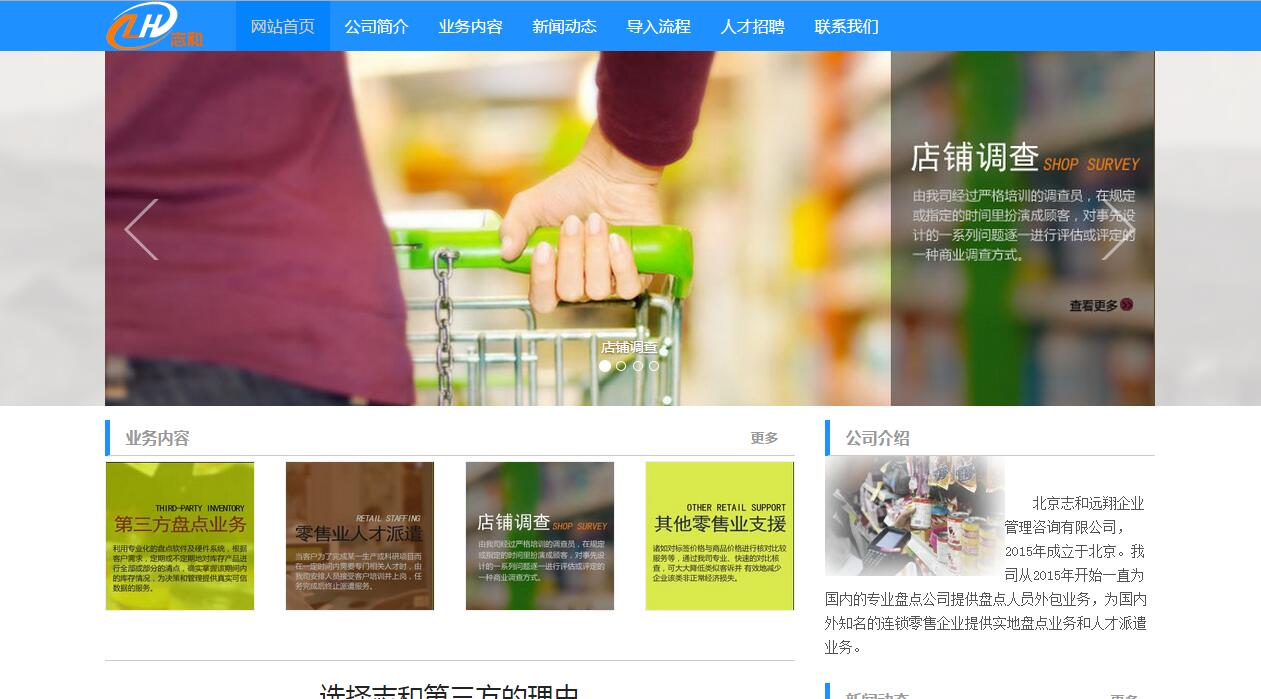 LH志和
网站首页
公司简介
业务内容
新闻动态
导入流程
人才招聘
联系我们
店铺调查 SHOP SURVEY
由我司经过严格培训的调查员，在规定
或指定的时间里扮演成顾客，对事先设
计的一系列问题逐一进行评估或评定的
一种商业调查方式。
查看更多
店铺调查
业务内容
更多
THIRD-PARTY INVENTORY
第三方盘点业务
利用专业化的盘点软件及硬件系统，根据
客户需求，定期或不定期地对库存产品进
行全部或部分的清点，确实掌握该期间内
的库存情况，为决策和管理提供真实可信
数据的服务。
RETAIL STAFFING
零售业人才派遣
当客户为了完成某一生产或科研项目而
在一定时间内需要专门相关人才时，由
我司安排人员接受客户培训并上岗，任
务完成后终止派遣服务。
店铺调查 SHOP SURVEY
由我司经过严格培训的调查员，在规定
或指定的时间里扮演成顾客，对事先设
计的一系列问题逐一进行评估或评定的
一种商业调查方式。
OTHER RETAIL SUPPORT
其他零售业支援
诸如对标签价格与商品价格进行核对比较
服务等，通过我司专业、快速的对比核
查，可大大降低类似客诉并 有效地减少
企业该类非正常经济损失。
公司介绍
北京志和远翔企业
管理咨询有限公司，
2015年成立于北京。我
司从2015年开始一直为
国内的专业盘点公司提供盘点人员外包业务，为国内
外知名的连锁零售企业提供实地盘点业务和人才派遣
业务。
选择志和第三方的理由
新闻动态
更多